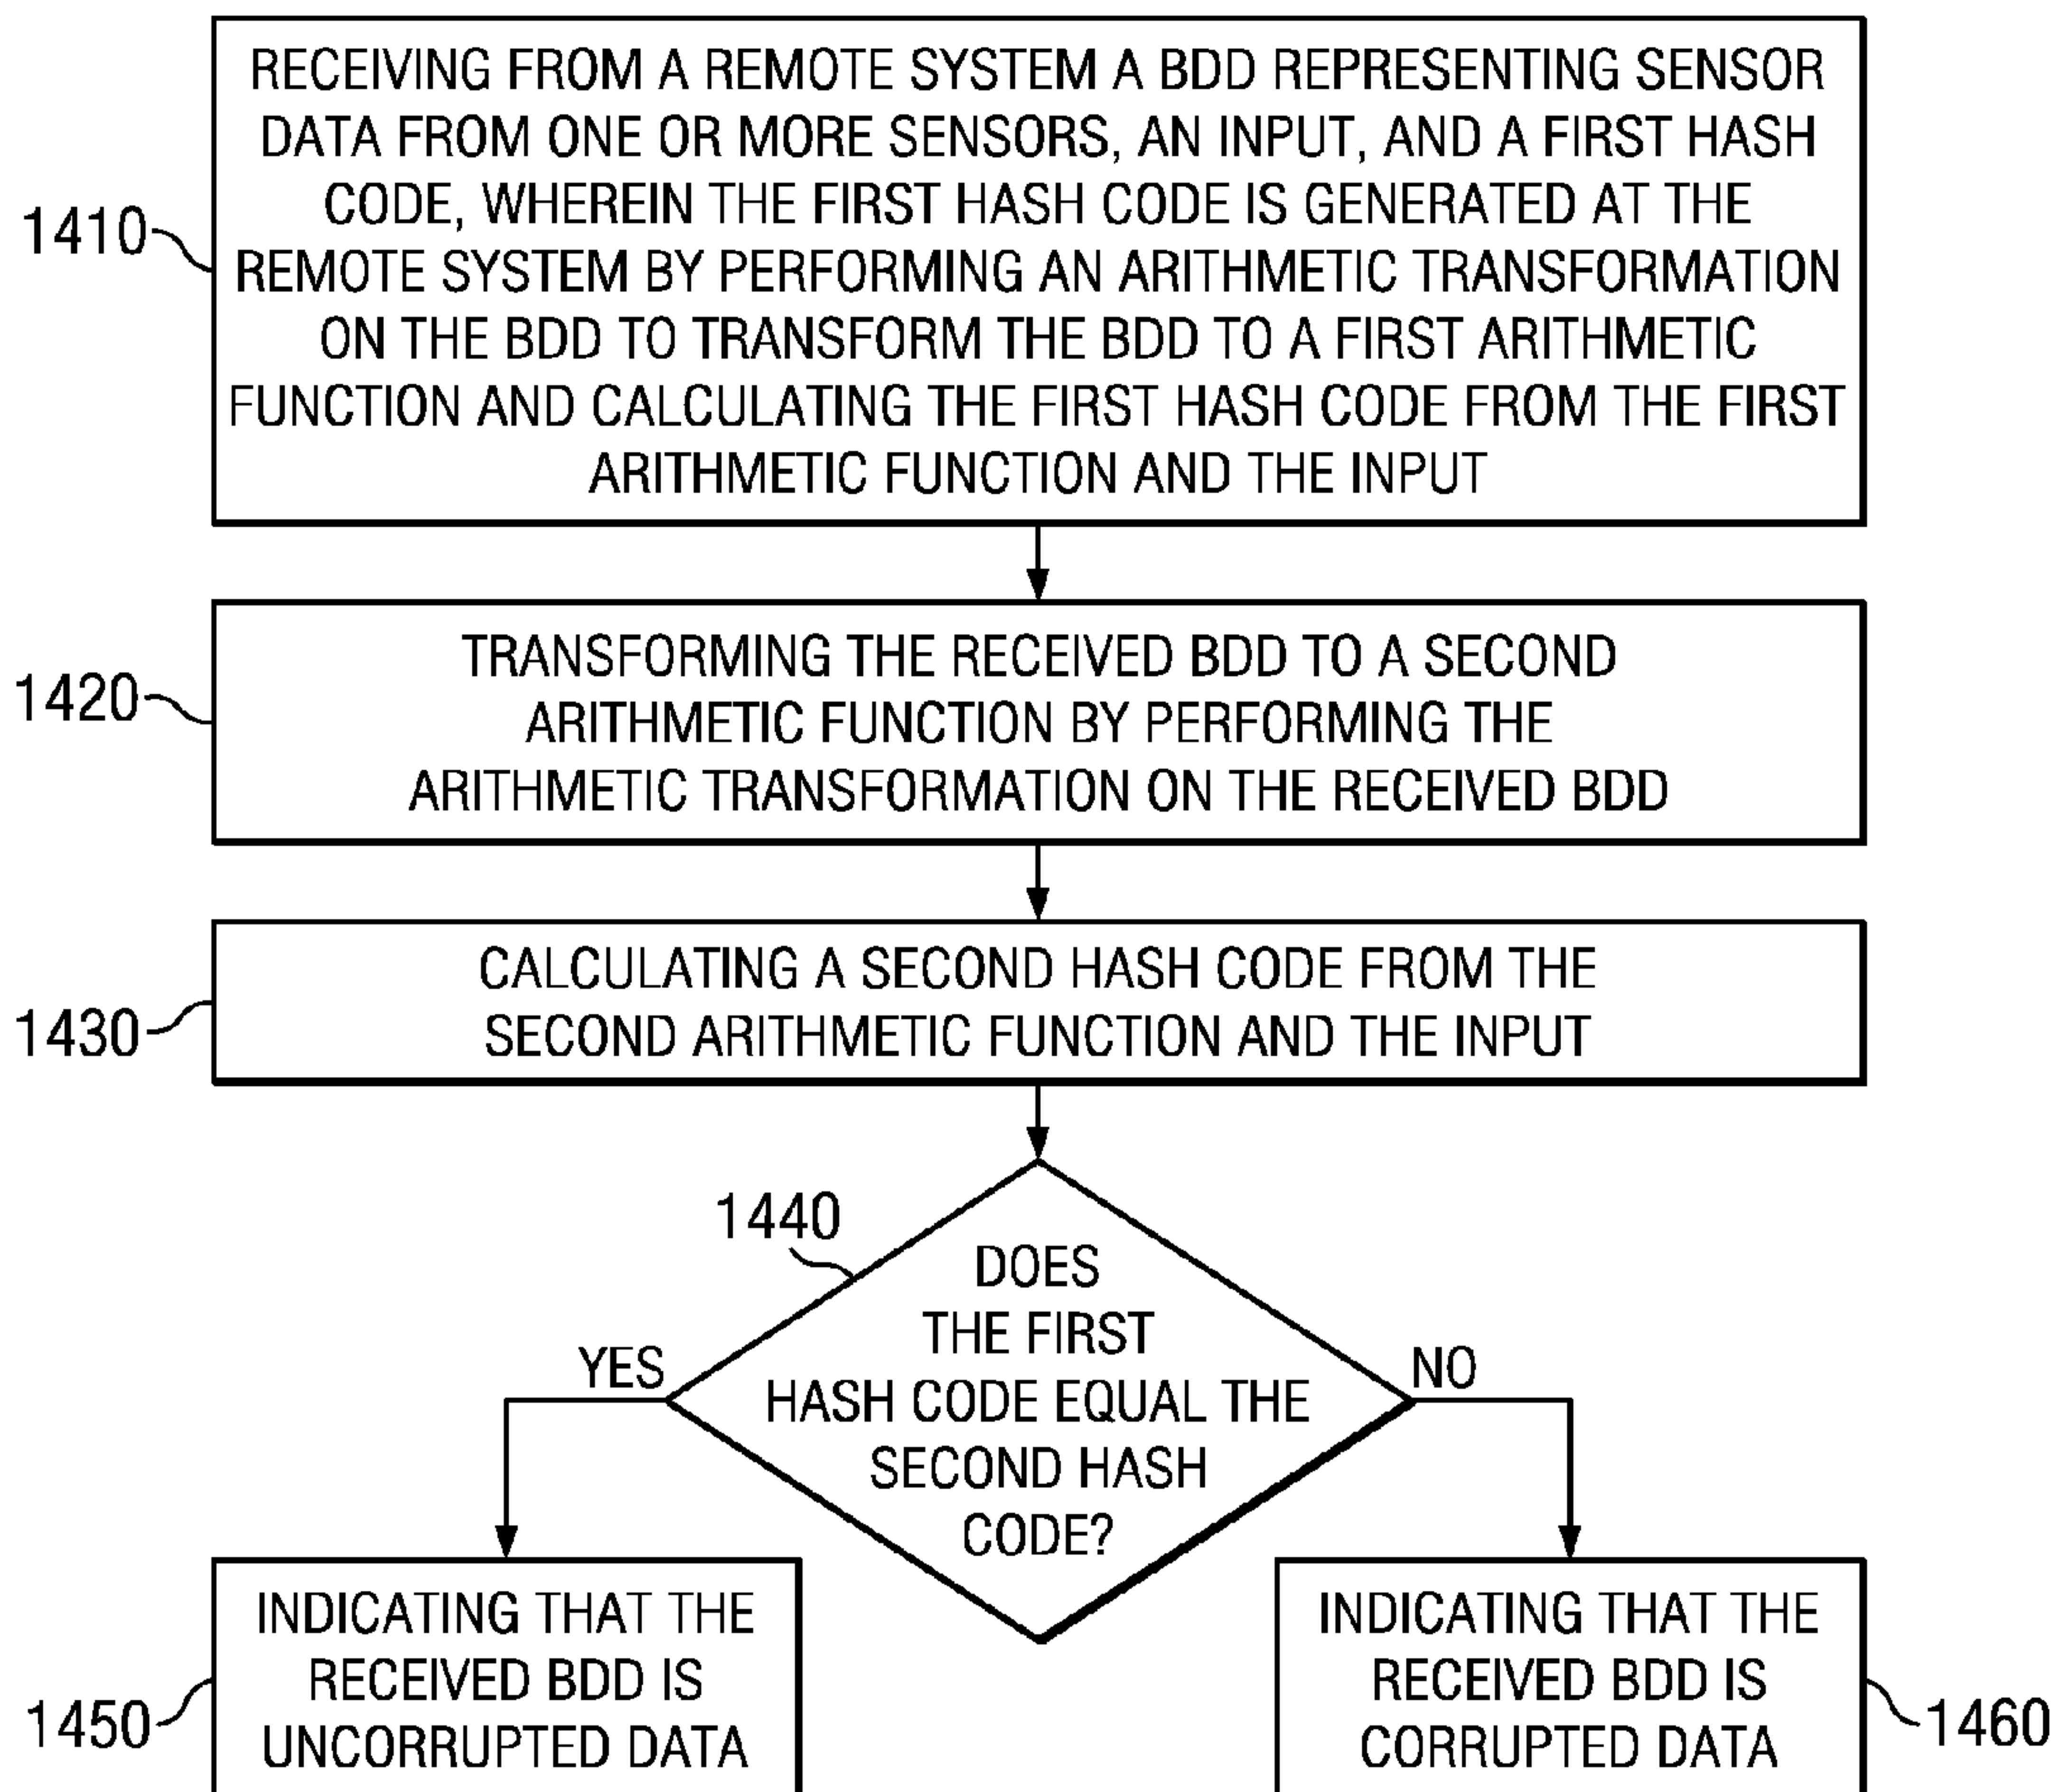 RECEIVING FROM A REMOTE SYSTEM A BDD REPRESENTING SENSOR
DATA FROM ONE OR MORE SENSORS, AN INPUT, AND A FIRST HASH
CODE, WHEREIN THE FIRST HASH CODE IS GENERATED AT THE
REMOTE SYSTEM BY PERFORMING AN ARITHMETIC TRANSFORMATION
ON THE BDD TO TRANSFORM THE BDD TO A FIRST ARITHMETIC
FUNCTION AND CALCULATING THE FIRST HASH CODE FROM THE FIRST
ARITHMETIC FUNCTION AND THE INPUT
1410
TRANSFORMING THE RECEIVED BDD TO A SECOND
ARITHMETIC FUNCTION BY PERFORMING THE
ARITHMETIC TRANSFORMATION ON THE RECEIVED BDD
1420
CALCULATING A SECOND HASH CODE FROM THE
SECOND ARITHMETIC FUNCTION AND THE INPUT
1430
1440
DOES
THE FIRST
HASH CODE EQUAL THE
SECOND HASH
CODE?
YES
NO
INDICATING THAT THE
RECEIVED BDD IS
UNCORRUPTED DATA
1450
INDICATING THAT THE
RECEIVED BDD IS
CORRUPTED DATA
1460